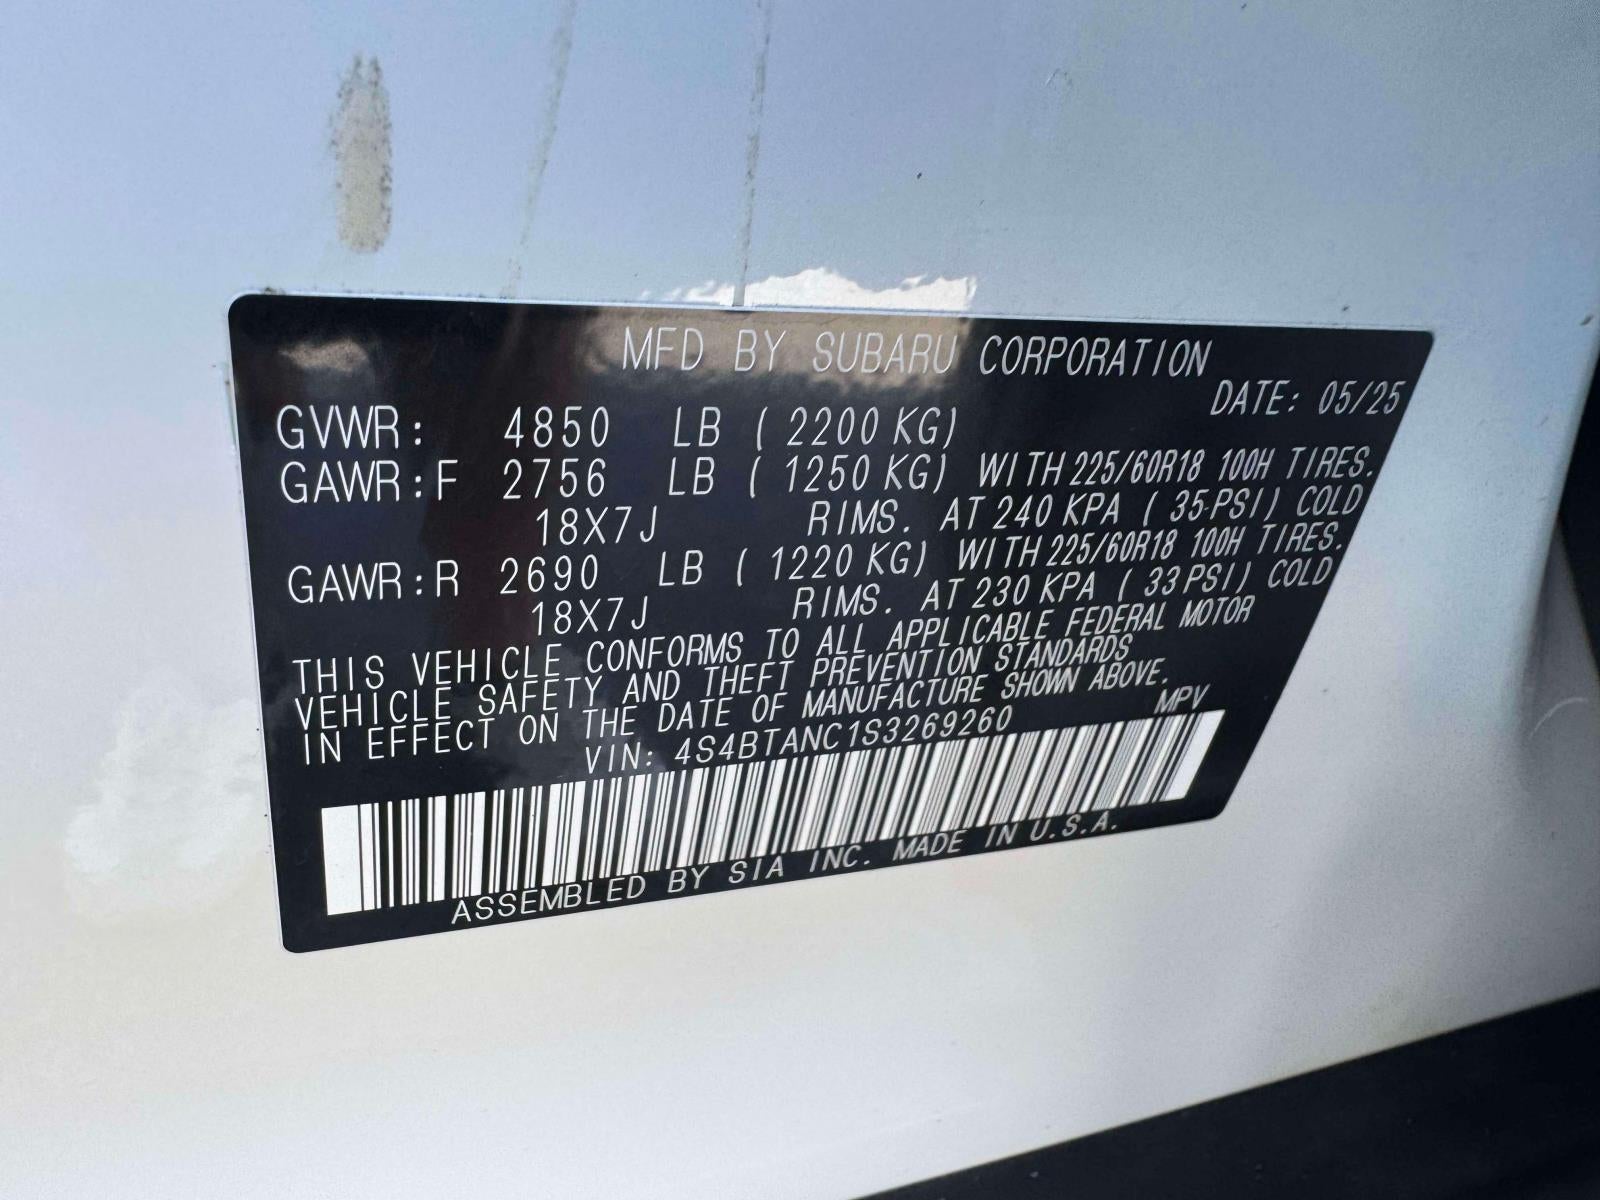 MFD BY SUBARU CORPORATION
DATE: 05/25
GVWR: 4850 LB (2200 KG)
GAWR:F 2756 LB (1250 KG) WITH 225/60R18 100H TIRES.
18X7J RIMS. AT 240 KPA (35 PSI) COLD
GAWR:R 2690 LB (1220 KG) WITH 225/60R18 100H TIRES.
18X7J RIMS. AT 230 KPA (33 PSI) COLD
THIS VEHICLE CONFORMS TO ALL APPLICABLE FEDERAL MOTOR
VEHICLE SAFETY AND THEFT PREVENTION STANDARDS
IN EFFECT ON THE DATE OF MANUFACTURE SHOWN ABOVE.
VIN: 4S4BTANC1S3269260 MPV
ASSEMBLED BY SIA INC. MADE IN U.S.A.